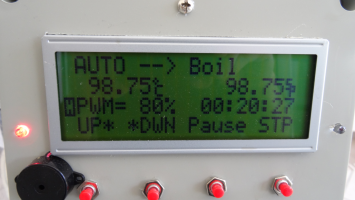 AUTO --> Boil
98.75℃ 98.75
PWM= 80% 00:20:27
UP* *DWN Pause STP